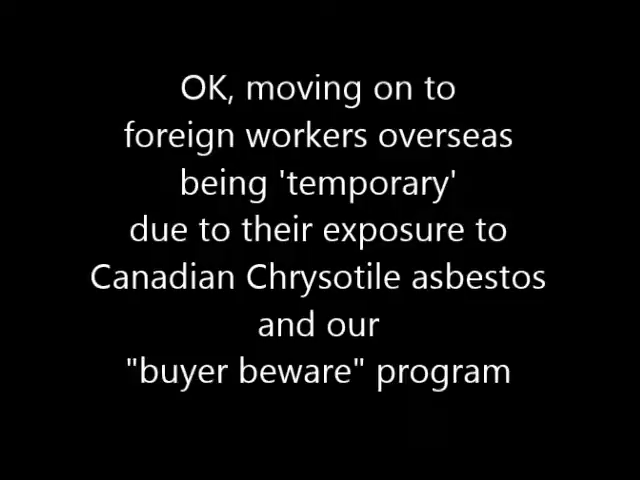 OK, moving on to
foreign workers overseas
being 'temporary'
due to their exposure to
Canadian Chrysotile asbestos
and our
"buyer beware" program